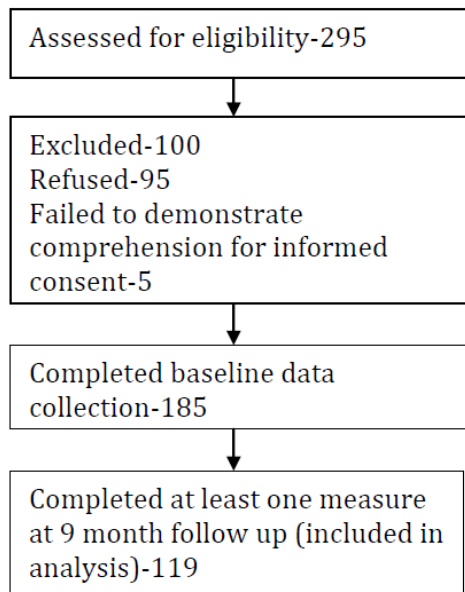 Assessed for eligibility-295
Excluded-100
Refused-95
Failed to demonstrate
comprehension for informed
consent-5
Completed baseline data
collection-185
Completed at least one measure
at 9 month follow up (included in
analysis)-119